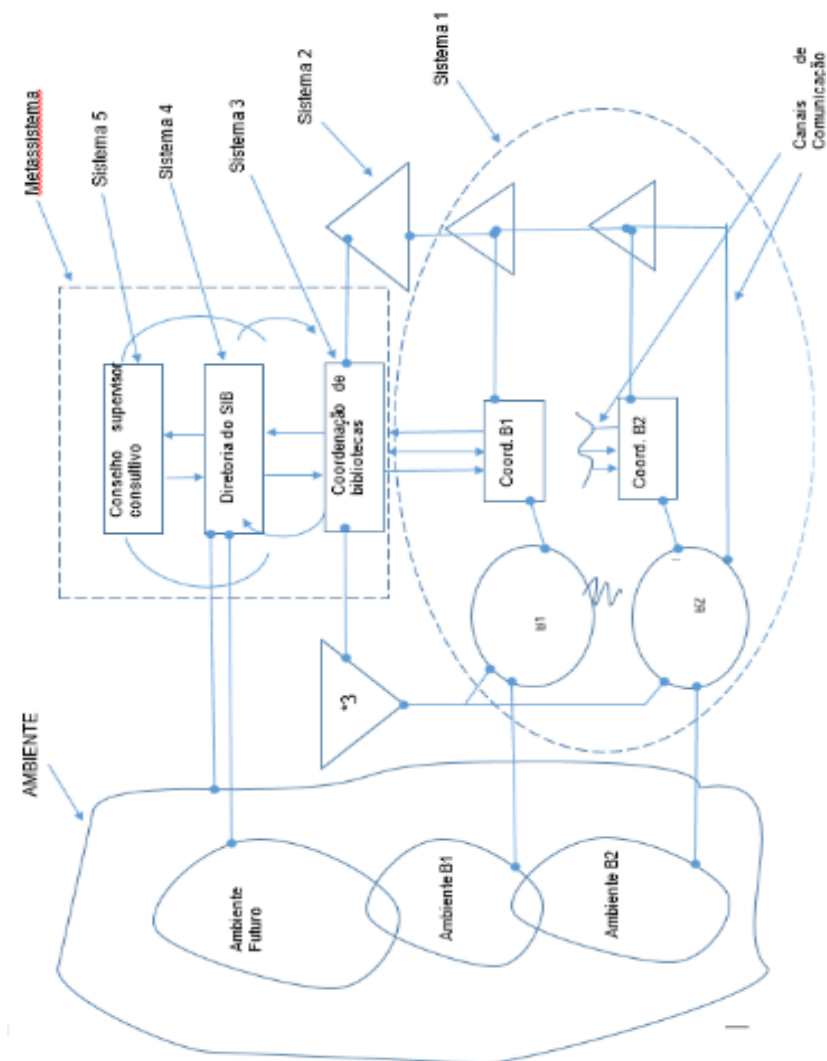 Metassistema
Sistema 5
Sistema 4
Sistema 3
Sistema 2
Sistema 1
Canais de
Comunicação
Conselho supervisor
consultivo
Diretoria do SIB
Coordenação de
bibliotecas
Coord. B1
Coord. B2
*3
B1
B2
AMBIENTE
Ambiente
Futuro
Ambiente B1
Ambiente B2